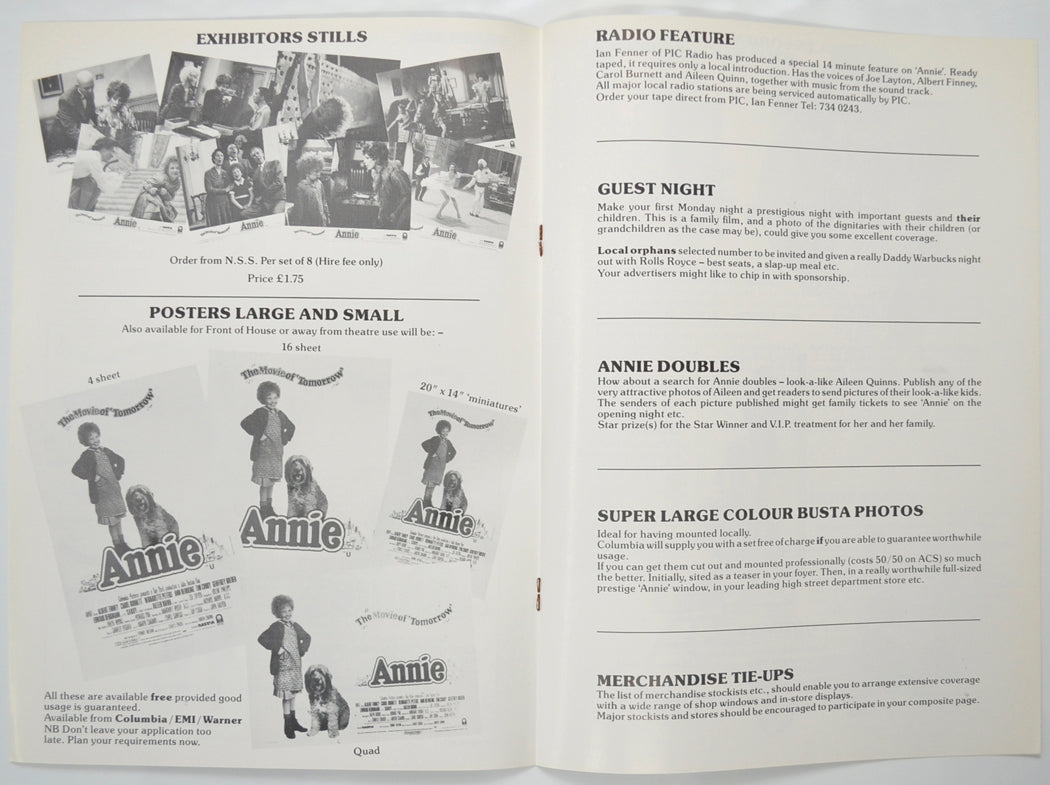 EXHIBITORS STILLS
Annie
Annie
Annie
Annie
Order from N.S.S. Per set of 8 (Hire fee only)
Price £1.75
POSTERS LARGE AND SMALL
Also available for Front of House or away from theatre use will be: –
16 sheet
4 sheet
20" x 14" 'miniatures'
The Movie of 'Tomorrow'
Annie
The Movie of 'Tomorrow'
Annie
The Movie of 'Tomorrow'
Annie
The Movie of 'Tomorrow'
Annie
All these are available free provided good
usage is guaranteed.
Available from Columbia / EMI / Warner
NB Don't leave your application too
late. Plan your requirements now.
Quad
RADIO FEATURE
Ian Fenner of PIC Radio has produced a special 14 minute feature on 'Annie'. Ready
taped, it requires only a local introduction. Has the voices of Joe Layton, Albert Finney,
Carol Burnett and Aileen Quinn, together with music from the sound track.
All major local radio stations are being serviced automatically by PIC.
Order your tape direct from PIC, Ian Fenner Tel: 734 0243.
GUEST NIGHT
Make your first Monday night a prestigious night with important guests and their
children. This is a family film, and a photo of the dignitaries with their children (or
grandchildren as the case may be), could give you some excellent coverage.
Local orphans selected number to be invited and given a really Daddy Warbucks night
out with Rolls Royce – best seats, a slap-up meal etc.
Your advertisers might like to chip in with sponsorship.
ANNIE DOUBLES
How about a search for Annie doubles – look-a-like Aileen Quinns. Publish any of the
very attractive photos of Aileen and get readers to send pictures of their look-a-like kids.
The senders of each picture published might get family tickets to see 'Annie' on the
opening night etc.
Star prize(s) for the Star Winner and V.I.P. treatment for her and her family.
SUPER LARGE COLOUR BUSTA PHOTOS
Ideal for having mounted locally.
Columbia will supply you with a set free of charge if you are able to guarantee worthwhile
usage.
If you can get them cut out and mounted professionally (costs 50/50 on ACS) so much
the better. Initially, sited as a teaser in your foyer. Then, in a really worthwhile full-sized
prestige 'Annie' window, in your leading high street department store etc.
MERCHANDISE TIE-UPS
The list of merchandise stockists etc., should enable you to arrange extensive coverage
with a wide range of shop windows and in-store displays.
Major stockists and stores should be encouraged to participate in your composite page.